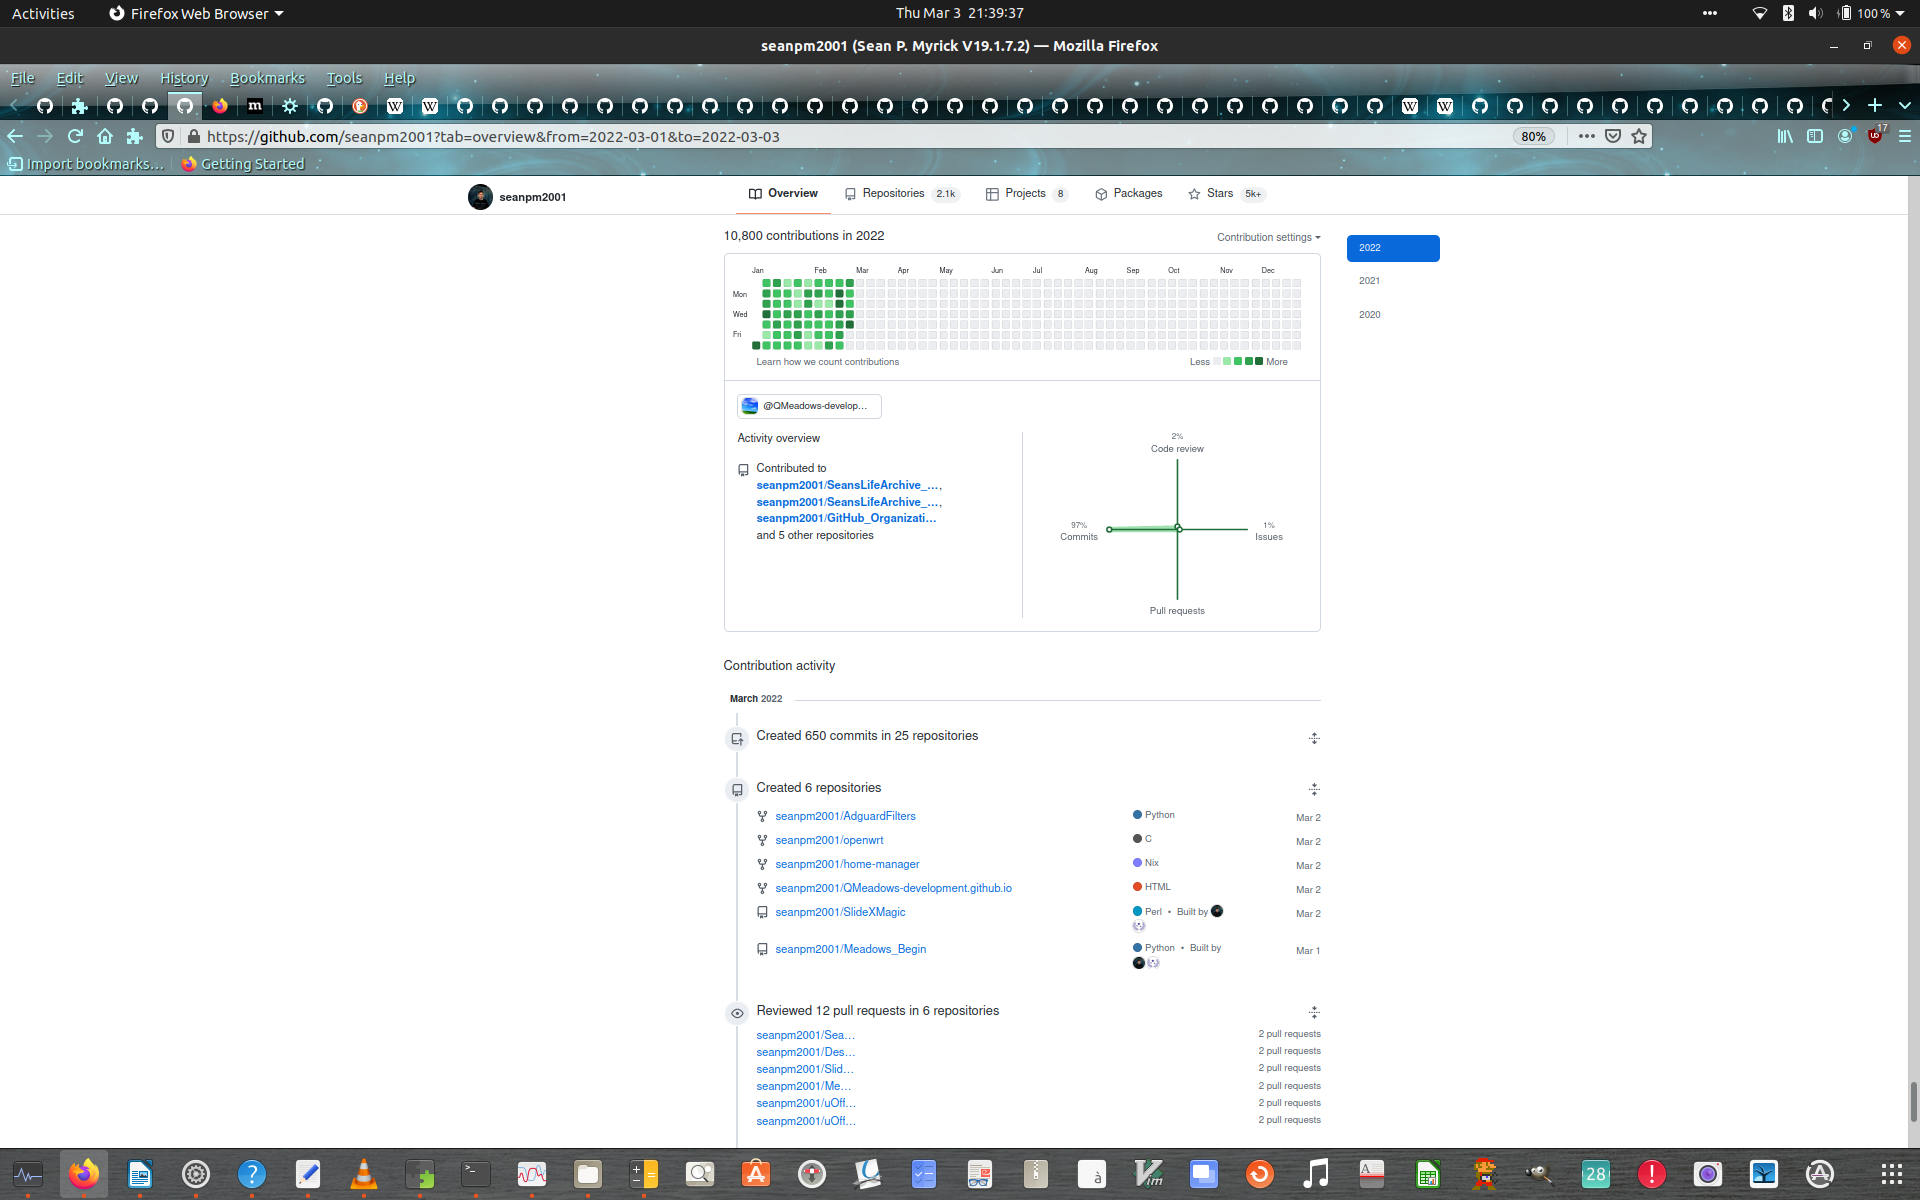 Activities
Firefox Web Browser
Thu Mar 3 21:39:37
100 %
seanpm2001 (Sean P. Myrick V19.1.7.2) — Mozilla Firefox
File Edit View History Bookmarks Tools Help
https://github.com/seanpm2001?tab=overview&from=2022-03-01&to=2022-03-03
80%
17
Import bookmarks...
Getting Started
seanpm2001
Overview
Repositories 2.1k
Projects 8
Packages
Stars 5k+
10,800 contributions in 2022
Contribution settings
2022
2021
2020
Jan Feb Mar Apr May Jun Jul Aug Sep Oct Nov Dec
Mon
Wed
Fri
Learn how we count contributions
Less
More
@QMeadows-develop...
Activity overview
Contributed to
seanpm2001/SeansLifeArchive_...,
seanpm2001/SeansLifeArchive_...,
seanpm2001/GitHub_Organizati...
and 5 other repositories
2%
Code review
97%
Commits
1%
Issues
Pull requests
Contribution activity
March 2022
Created 650 commits in 25 repositories
Created 6 repositories
seanpm2001/AdguardFilters Python Mar 2
seanpm2001/openwrt C Mar 2
seanpm2001/home-manager Nix Mar 2
seanpm2001/QMeadows-development.github.io HTML Mar 2
seanpm2001/SlideXMagic Perl • Built by Mar 2
seanpm2001/Meadows_Begin Python • Built by Mar 1
Reviewed 12 pull requests in 6 repositories
seanpm2001/Sea... 2 pull requests
seanpm2001/Des... 2 pull requests
seanpm2001/Slid... 2 pull requests
seanpm2001/Me... 2 pull requests
seanpm2001/uOff... 2 pull requests
seanpm2001/uOff... 2 pull requests
28